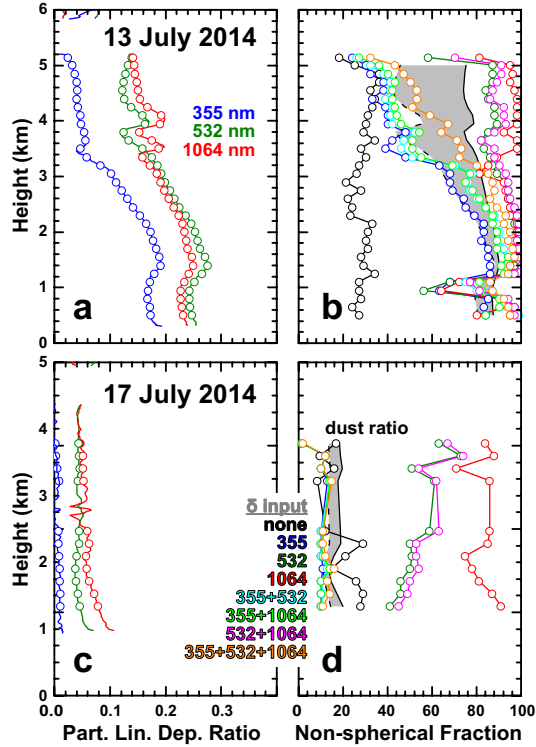 13 July 2014
355 nm
532 nm
1064 nm
Height (km)
0
1
2
3
4
5
6
a
b
17 July 2014
dust ratio
δ input
none
355
532
1064
355+532
355+1064
532+1064
355+532+1064
Height (km)
0
1
2
3
4
5
c
d
0.0 0.1 0.2 0.3
0 20 40 60 80 100
Part. Lin. Dep. Ratio
Non-spherical Fraction